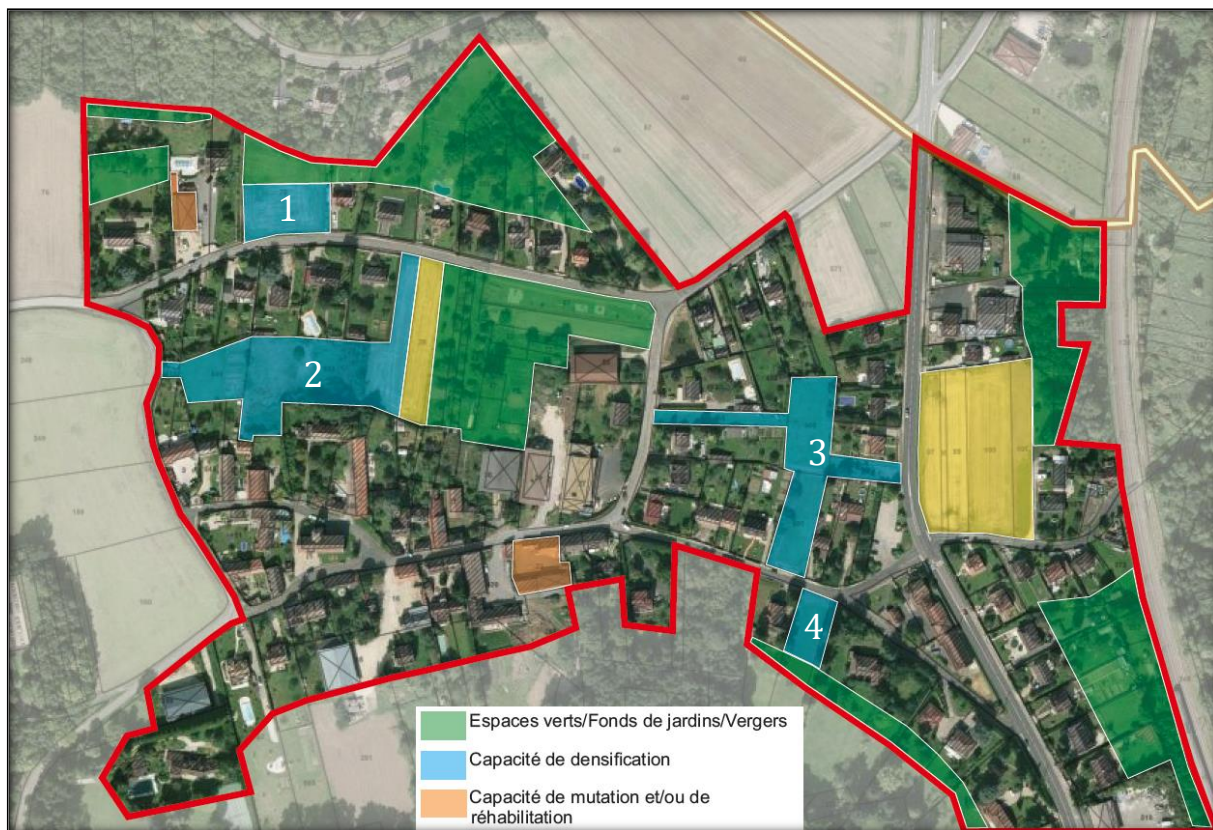 1
2
3
4
Espaces verts/Fonds de jardins/Vergers
Capacité de densification
Capacité de mutation et/ou de
réhabilitation